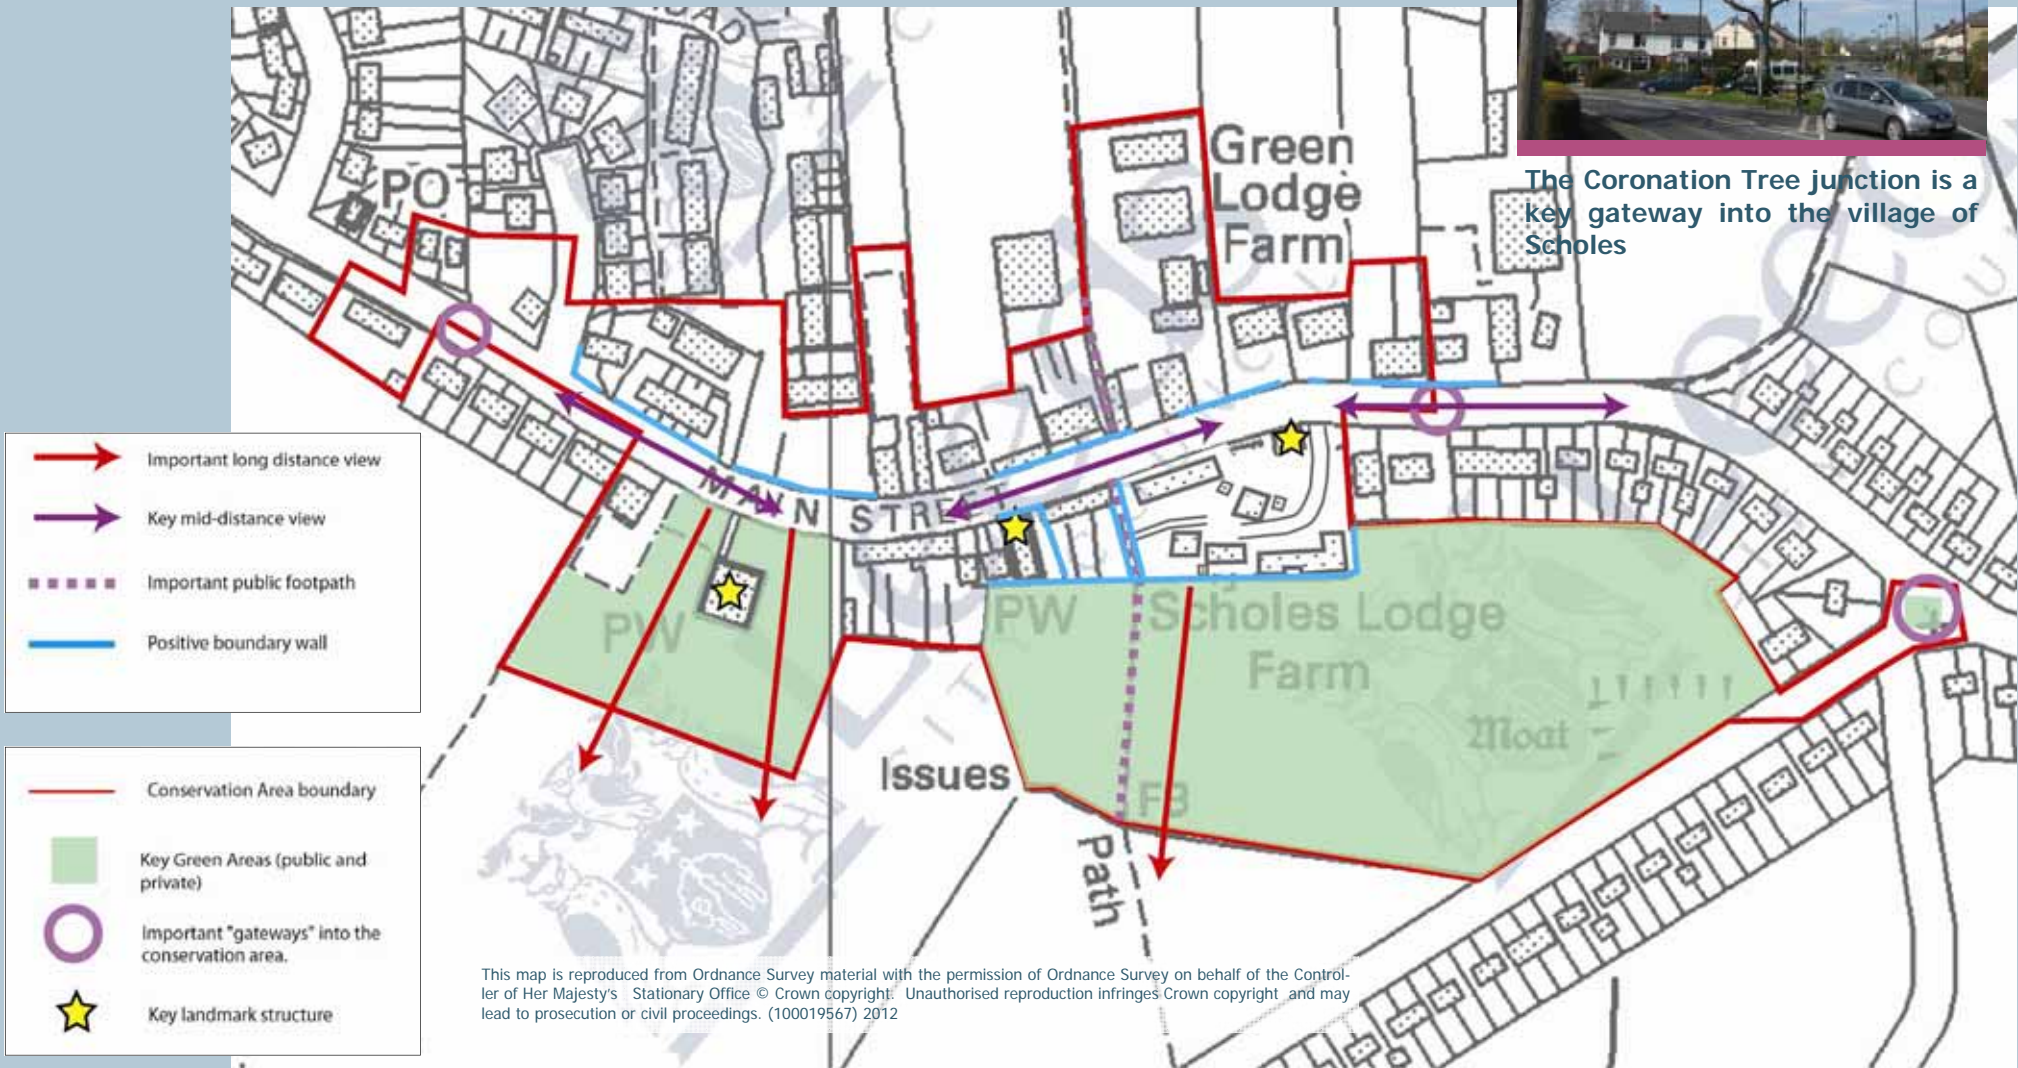 OAD
PO
Green
Lodge
Farm
The Coronation Tree junction is a
key gateway into the village of
Scholes
MAIN STREET
PW
PW
Scholes Lodge
Farm
Moat
Issues
FB
Path
Important long distance view
Key mid-distance view
Important public footpath
Positive boundary wall
Conservation Area boundary
Key Green Areas (public and
private)
Important "gateways" into the
conservation area.
Key landmark structure
This map is reproduced from Ordnance Survey material with the permission of Ordnance Survey on behalf of the Control-
ler of Her Majesty's Stationary Office © Crown copyright. Unauthorised reproduction infringes Crown copyright and may
lead to prosecution or civil proceedings. (100019567) 2012